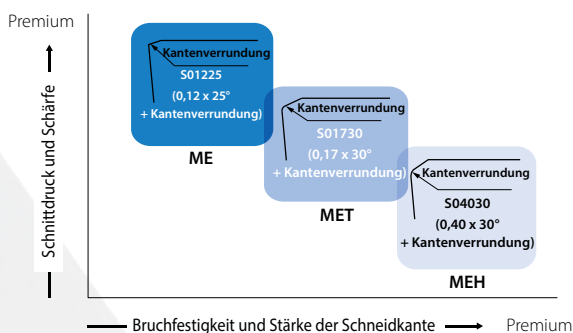 Premium
Schnittdruck und Schärfe
Kantenverrundung
S01225
(0,12 x 25°
+ Kantenverrundung)
ME
Kantenverrundung
S01730
(0,17 x 30°
+ Kantenverrundung)
MET
Kantenverrundung
S04030
(0,40 x 30°
+ Kantenverrundung)
MEH
Bruchfestigkeit und Stärke der Schneidkante
Premium